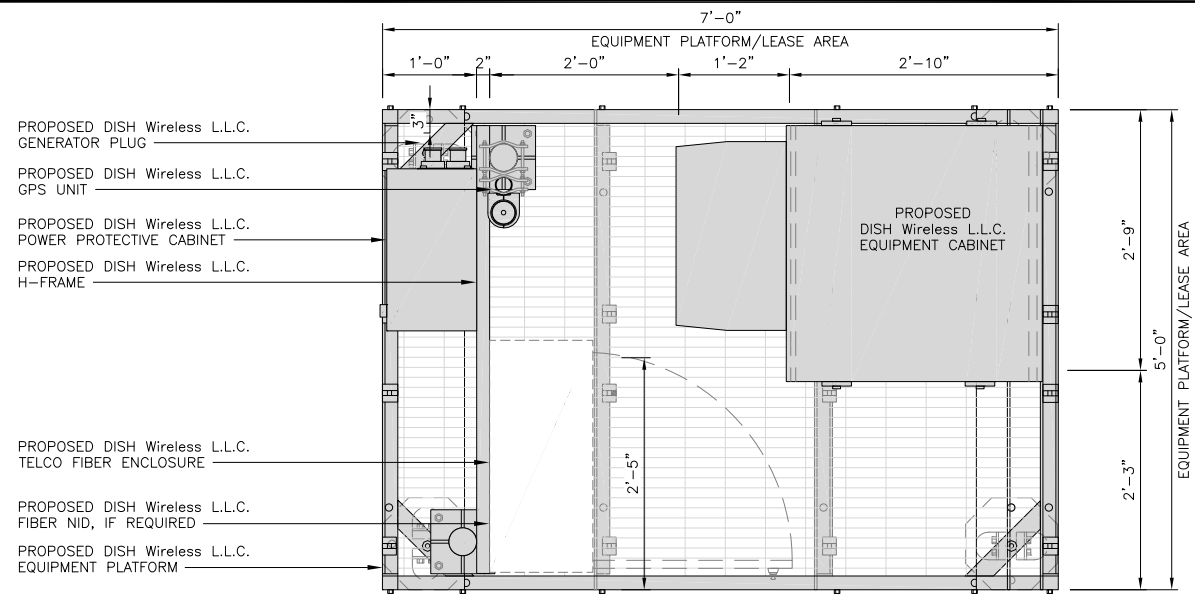 7'-0"
EQUIPMENT PLATFORM/LEASE AREA
1'-0"
2"
2'-0"
1'-2"
2'-10"
3"
PROPOSED DISH Wireless L.L.C.
GENERATOR PLUG
PROPOSED DISH Wireless L.L.C.
GPS UNIT
PROPOSED DISH Wireless L.L.C.
POWER PROTECTIVE CABINET
PROPOSED DISH Wireless L.L.C.
H-FRAME
PROPOSED
DISH Wireless L.L.C.
EQUIPMENT CABINET
2'-9"
5'-0"
EQUIPMENT PLATFORM/LEASE AREA
PROPOSED DISH Wireless L.L.C.
TELCO FIBER ENCLOSURE
2'-5"
2'-3"
PROPOSED DISH Wireless L.L.C.
FIBER NID, IF REQUIRED
PROPOSED DISH Wireless L.L.C.
EQUIPMENT PLATFORM